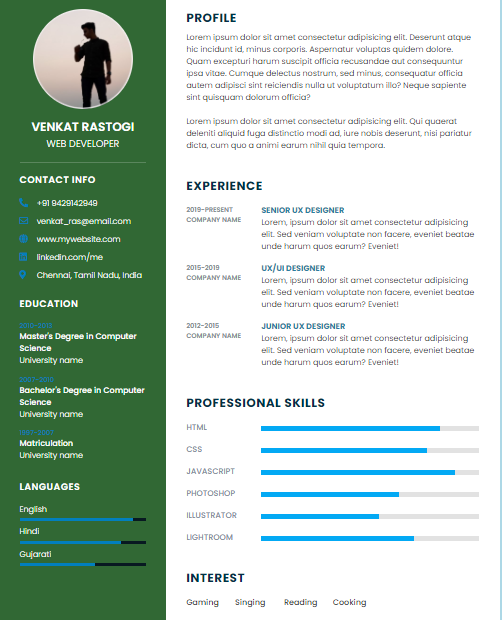 VENKAT RASTOGI
WEB DEVELOPER
CONTACT INFO
+91 9429142949
venkat_ras@email.com
www.mywebsite.com
linkedin.com/me
Chennai, Tamil Nadu, India
EDUCATION
Master's Degree in Computer
Science
University name
Bachelor's Degree in Computer
Science
University name
Matriculation
University name
LANGUAGES
English
Hindi
Gujarati
PROFILE
Lorem ipsum dolor sit amet consectetur adipisicing elit. Deserunt atque
hic incidunt id, minus corporis. Aspernatur voluptas quidem dolore.
Quam excepturi harum suscipit officia recusandae aut consequuntur
ipsa vitae. Cumque delectus nostrum, sed minus, consequatur officia
autem adipisci sint reiciendis nulla ut voluptatum illo? Neque sapiente
sint quisquam dolorum officia?
Lorem ipsum dolor sit amet consectetur adipisicing elit. Qui quaerat
deleniti aliquid fuga distinctio modi ad, iure nobis deserunt, nisi pariatur
dicta, cum quo a animi earum nihil quia tempora.
EXPERIENCE
2019-PRESENT
COMPANY NAME
SENIOR UX DESIGNER
Lorem ipsum dolor sit amet consectetur adipisicing
elit. Sed veniam voluptate non facere, eveniet beatae
unde harum quos earum? Eveniet!
2015-2019
COMPANY NAME
UX/UI DESIGNER
Lorem ipsum dolor sit amet consectetur adipisicing
elit. Sed veniam voluptate non facere, eveniet beatae
unde harum quos earum? Eveniet!
2012-2015
COMPANY NAME
JUNIOR UX DESIGNER
Lorem ipsum dolor sit amet consectetur adipisicing
elit. Sed veniam voluptate non facere, eveniet beatae
unde harum quos earum? Eveniet!
PROFESSIONAL SKILLS
HTML
CSS
JAVASCRIPT
PHOTOSHOP
ILLUSTRATOR
LIGHTROOM
INTEREST
Gaming Singing Reading Cooking